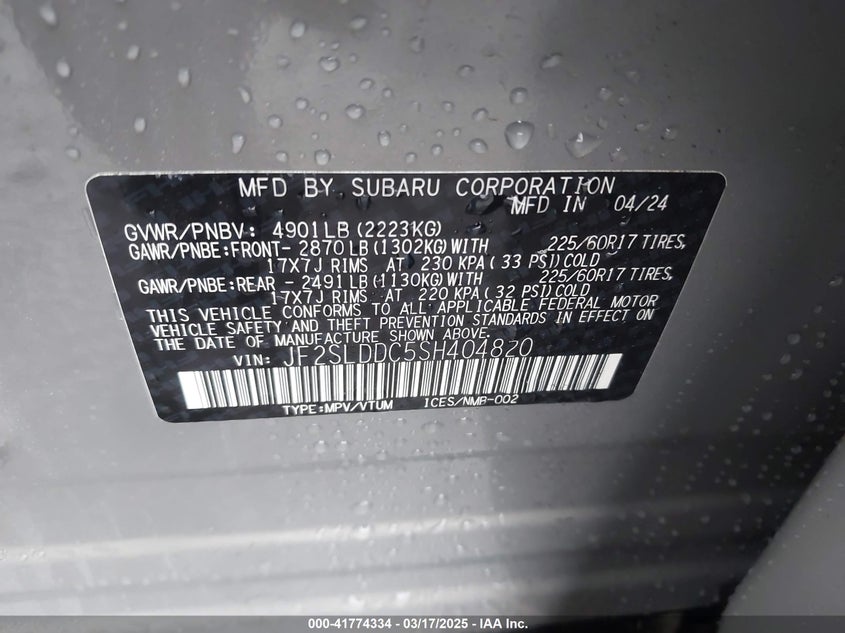 MFD BY SUBARU CORPORATION
MFD IN 04/24
GVWR/PNBV: 4901LB (2223KG)
GAWR/PNBE:FRONT- 2870LB (1302KG) WITH 225/60R17 TIRES,
17X7J RIMS AT 230 KPA ( 33 PSI) COLD
GAWR/PNBE:REAR - 2491LB (1130KG) WITH 225/60R17 TIRES,
17X7J RIMS AT 220 KPA ( 32 PSI) COLD
THIS VEHICLE CONFORMS TO ALL APPLICABLE FEDERAL MOTOR
VEHICLE SAFETY AND THEFT PREVENTION STANDARDS IN EFFECT ON
THE DATE OF MANUFACTURE SHOWN ABOVE.
VIN: JF2SLDDC5SH404820
TYPE:MPV/VTUM ICES/NMB-002
000-41774334 / 03/17/2025 - IAA Inc.